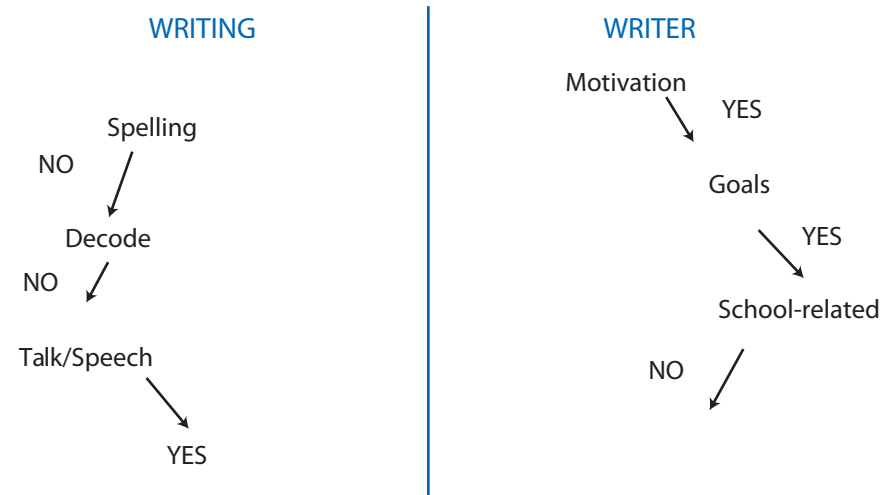 WRITING
Spelling
NO
Decode
NO
Talk/Speech
YES
WRITER
Motivation
YES
Goals
YES
School-related
NO